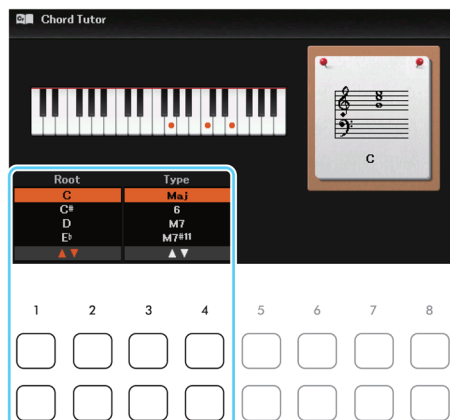 Chord Tutor
C
Root Type
C Maj
C# 6
D M7
E♭ M7#11
▲▼ ▲▼
1 2 3 4 5 6 7 8